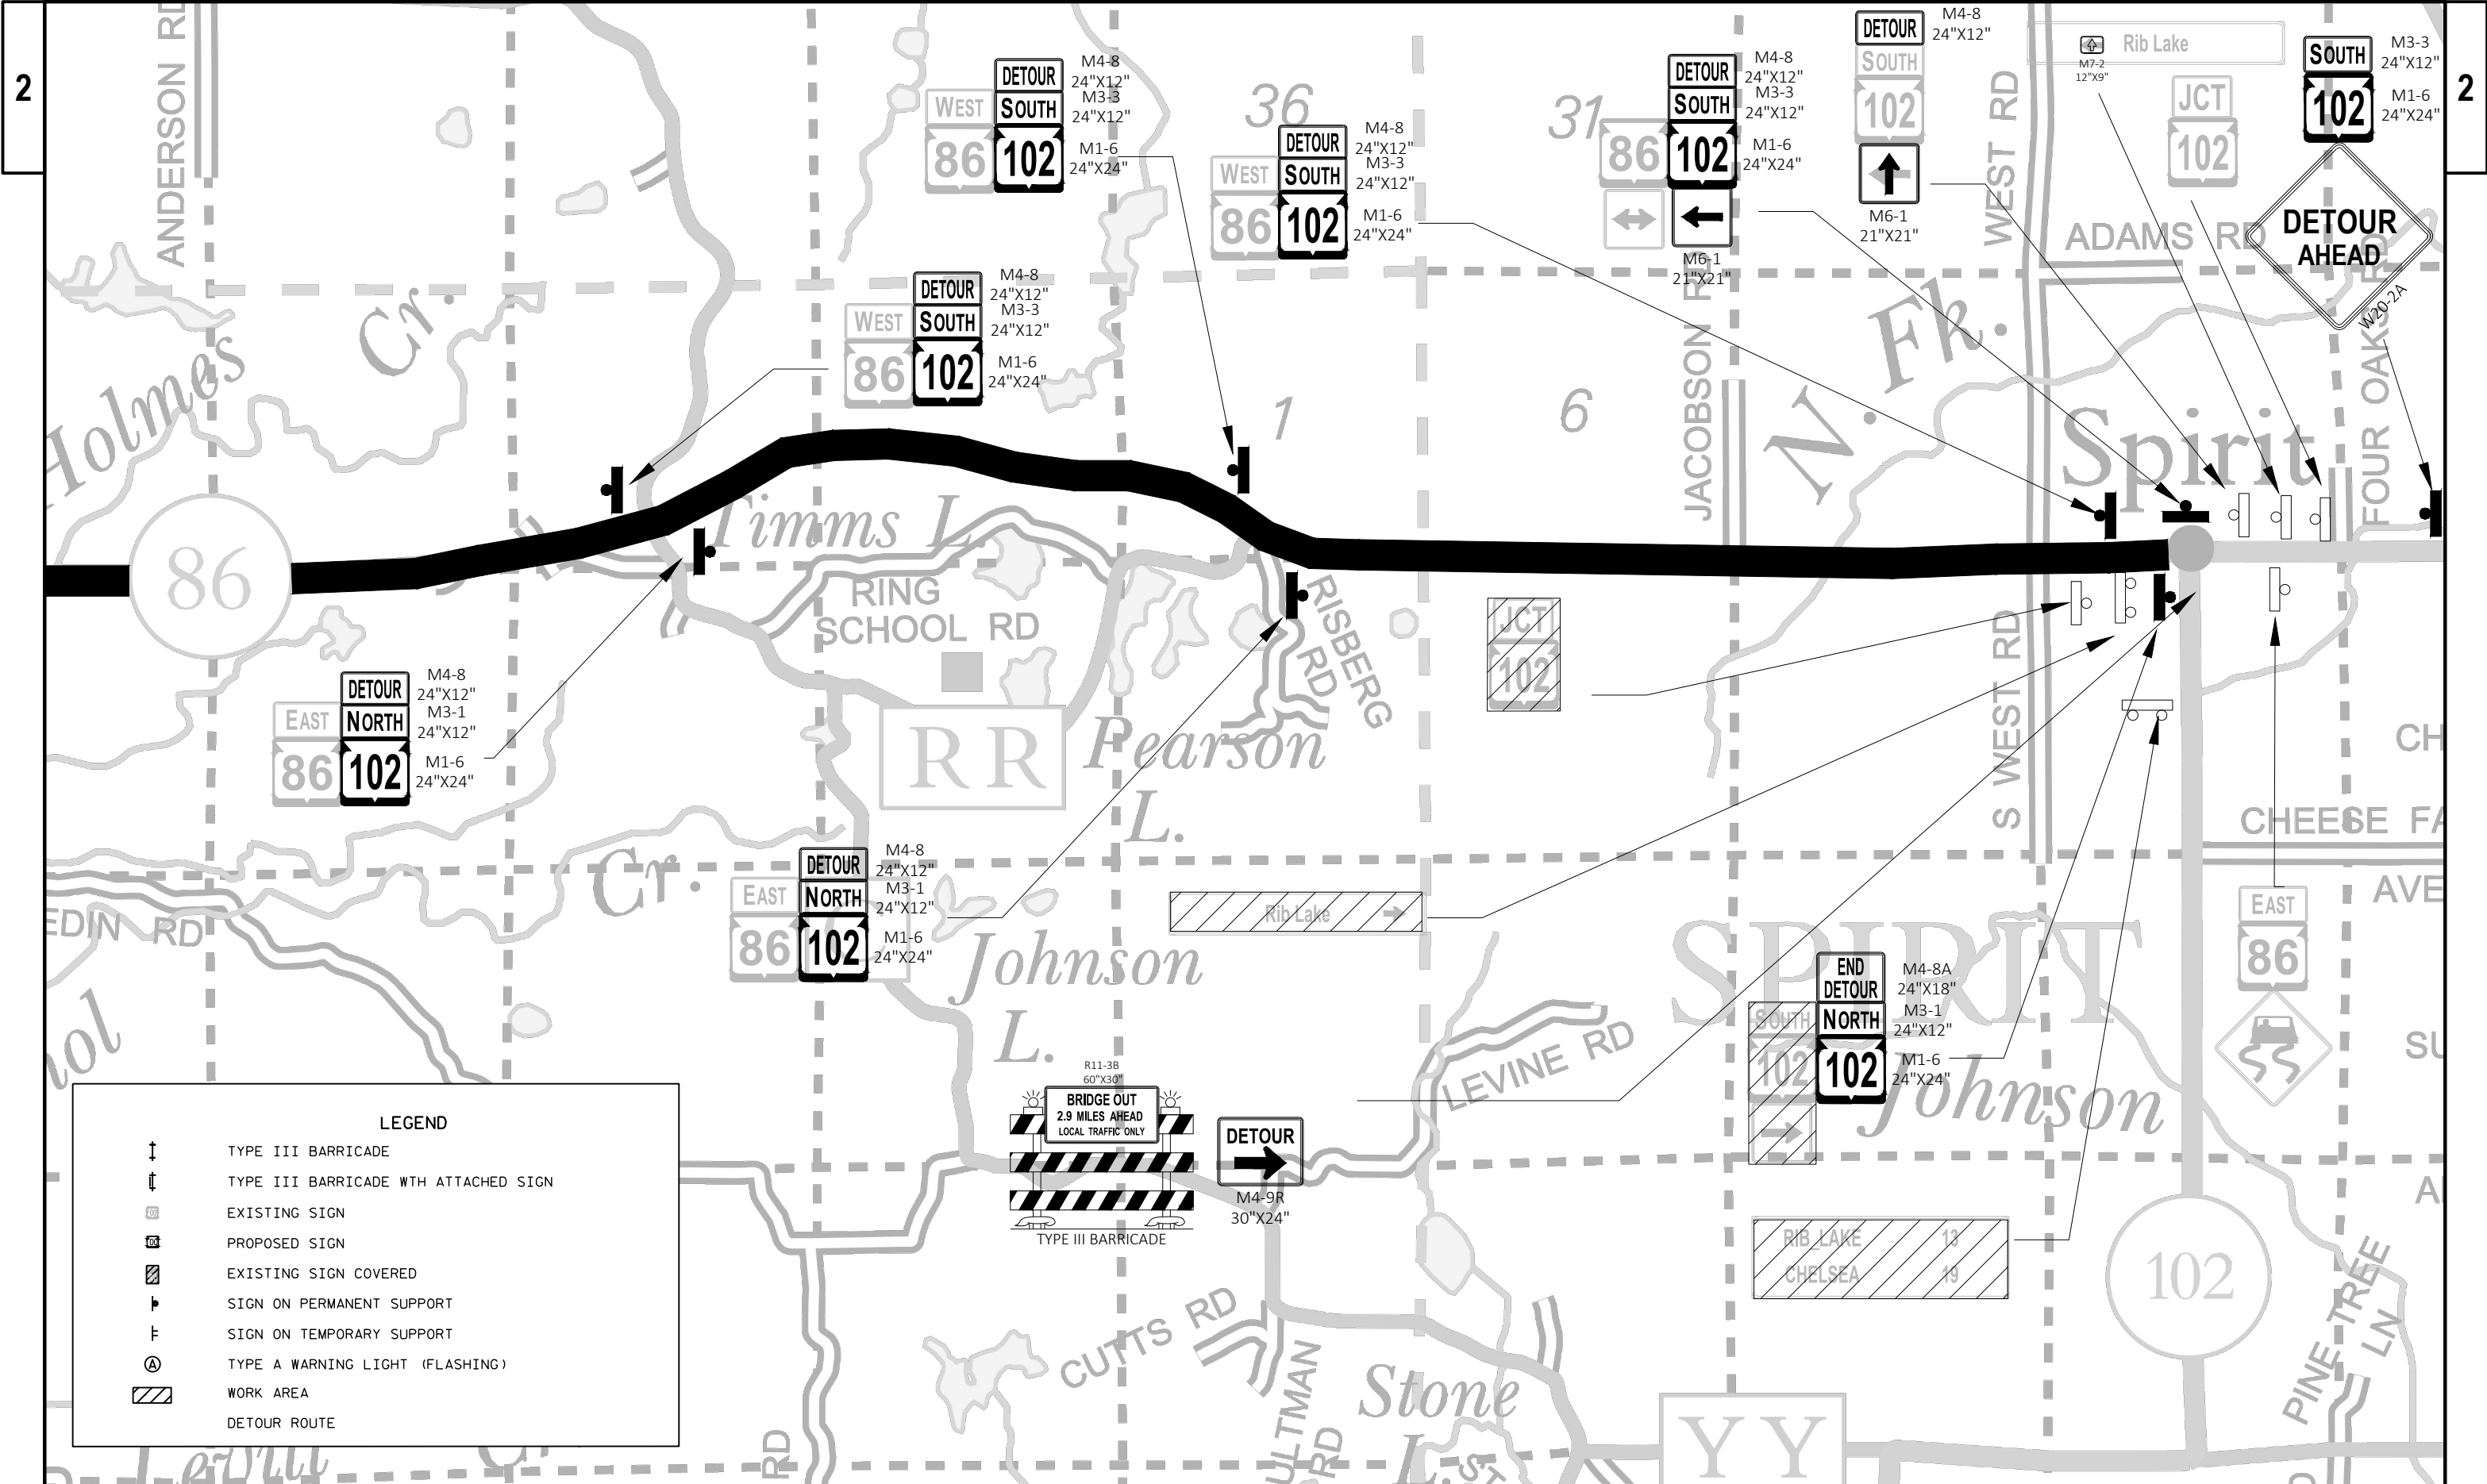 2
2
ANDERSON RD
DETOUR
WEST
SOUTH
86
102
M4-8
24"X12"
M3-3
24"X12"
M1-6
24"X24"
36
DETOUR
WEST
SOUTH
86
102
M4-8
24"X12"
M3-3
24"X12"
M1-6
24"X24"
31
DETOUR
SOUTH
86
102
M4-8
24"X12"
M3-3
24"X12"
M1-6
24"X24"
M6-1
21"X21"
DETOUR
SOUTH
102
M4-8
24"X12"
M6-1
21"X21"
WEST RD
Rib Lake
M7-2
12"X9"
JCT
102
SOUTH
102
M3-3
24"X12"
M1-6
24"X24"
DETOUR
AHEAD
W20-2A
ADAMS RD
FOUR OAKS RD
Holmes
Cr.
DETOUR
WEST
SOUTH
86
102
M4-8
24"X12"
M3-3
24"X12"
M1-6
24"X24"
1
6
JACOBSON RD
N. Fk.
Spirit
86
Timms L.
RING
SCHOOL RD
RISBERG
RD
JCT
102
S WEST RD
DETOUR
EAST
NORTH
86
102
M4-8
24"X12"
M3-1
24"X12"
M1-6
24"X24"
RR
Pearson
L.
CH
CHEESE FA
AVE
EDIN RD
Cr.
DETOUR
EAST
NORTH
86
102
M4-8
24"X12"
M3-1
24"X12"
M1-6
24"X24"
Johnson
L.
Rib Lake
SPIRIT
EAST
86
END
DETOUR
SOUTH
NORTH
102
102
M4-8A
24"X18"
M3-1
24"X12"
M1-6
24"X24"
Johnson
SU
A
hol
LEVINE RD
R11-3B
60"X30"
BRIDGE OUT
2.9 MILES AHEAD
LOCAL TRAFFIC ONLY
TYPE III BARRICADE
DETOUR
M4-9R
30"X24"
RIB LAKE 13
CHELSEA 19
102
PINE TREE
LN
CUTTS RD
ULTMAN
RD
Stone
L.
ST
YY
RD
LEGEND
TYPE III BARRICADE
TYPE III BARRICADE WTH ATTACHED SIGN
EXISTING SIGN
PROPOSED SIGN
EXISTING SIGN COVERED
SIGN ON PERMANENT SUPPORT
SIGN ON TEMPORARY SUPPORT
A
TYPE A WARNING LIGHT (FLASHING)
WORK AREA
DETOUR ROUTE